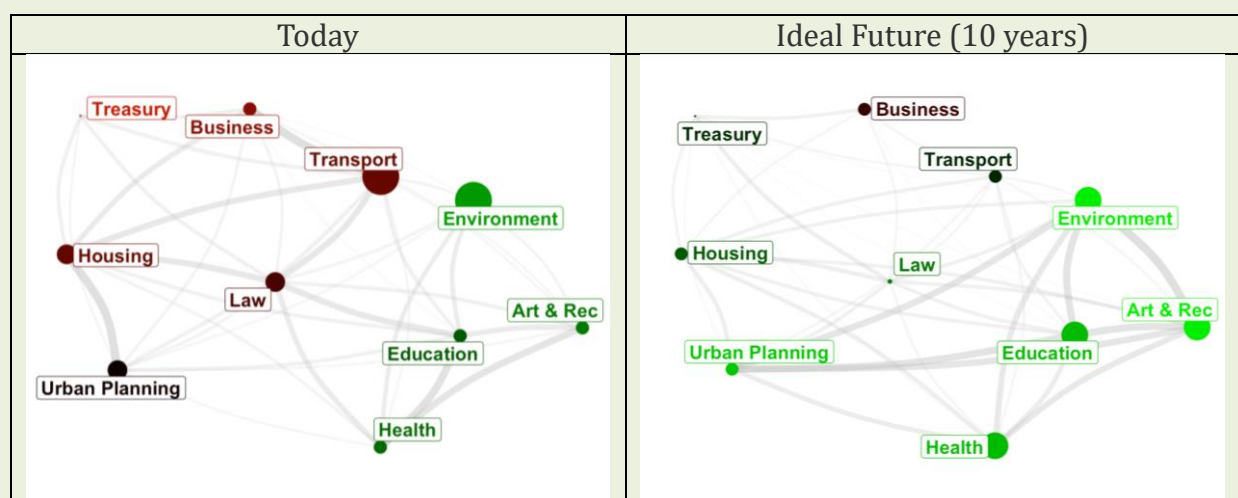 Today
Treasury
Business
Transport
Environment
Housing
Law
Art & Rec
Education
Urban Planning
Health
Ideal Future (10 years)
Business
Treasury
Transport
Environment
Housing
Law
Art & Rec
Urban Planning
Education
Health